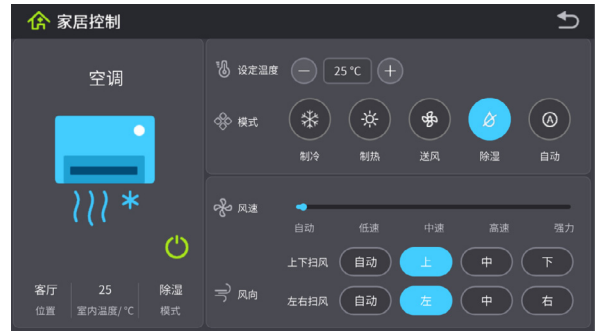 家居控制
空调
客厅 25 除湿
位置 室内温度/℃ 模式
设定温度 25℃
模式
A
制冷 制热 送风 除湿 自动
风速
自动 低速 中速 高速 强力
上下扫风 自动 上 中 下
风向
左右扫风 自动 左 中 右